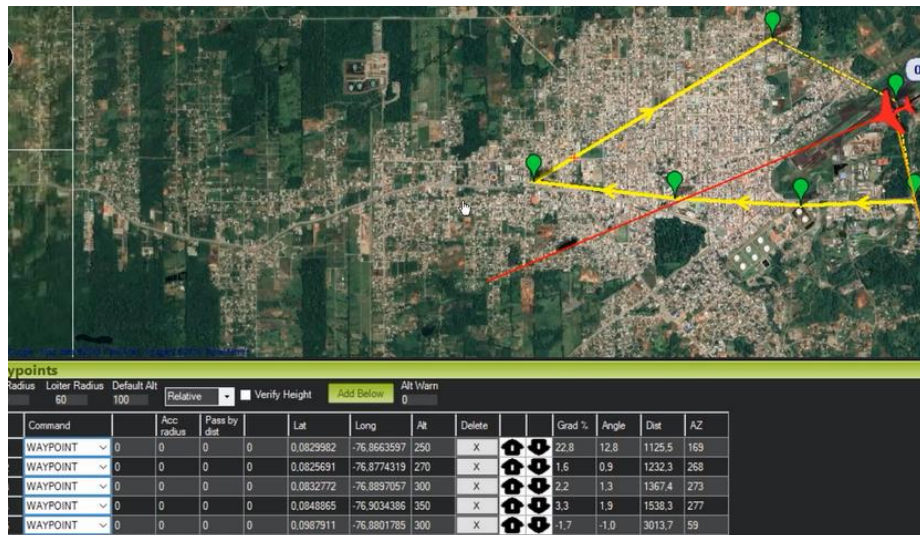 0
ypoints
Radius Loiter Radius Default Alt Alt Warn
60 100 Relative Verify Height Add Below 0
Command Acc radius Pass by dist Lat Long Alt Delete Grad % Angle Dist AZ
WAYPOINT 0 0 0 0 0,0829982 -76,8663597 250 X 22,8 12,8 1125,5 169
WAYPOINT 0 0 0 0 0,0825691 -76,8774319 270 X 1,6 0,9 1232,3 268
WAYPOINT 0 0 0 0 0,0832772 -76,8897057 300 X 2,2 1,3 1367,4 273
WAYPOINT 0 0 0 0 0,0848865 -76,9034386 350 X 3,3 1,9 1538,3 277
WAYPOINT 0 0 0 0 0,0987911 -76,8801785 300 X -1,7 -1,0 3013,7 59